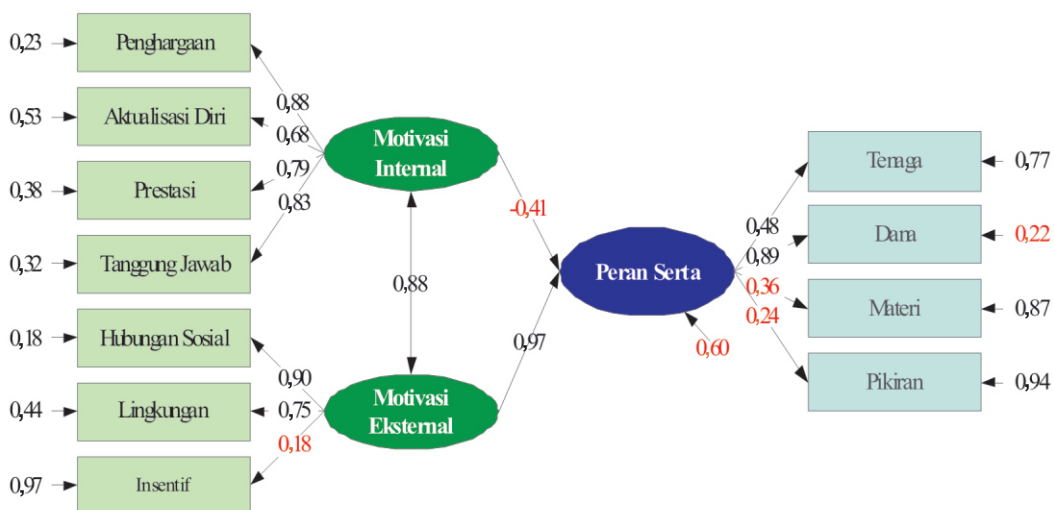 0,23
Penghargaan
0,53
Aktualisasi Diri
0,38
Prestasi
0,32
Tanggung Jawab
0,18
Hubungan Sosial
0,44
Lingkungan
0,97
Insentif
0,88
0,68
0,79
0,83
Motivasi
Internal
0,88
0,90
0,75
0,18
Motivasi
Eksternal
-0,41
0,97
Peran Serta
0,60
0,48
0,89
0,36
0,24
Tenaga
0,77
Dana
0,22
Materi
0,87
Pikiran
0,94